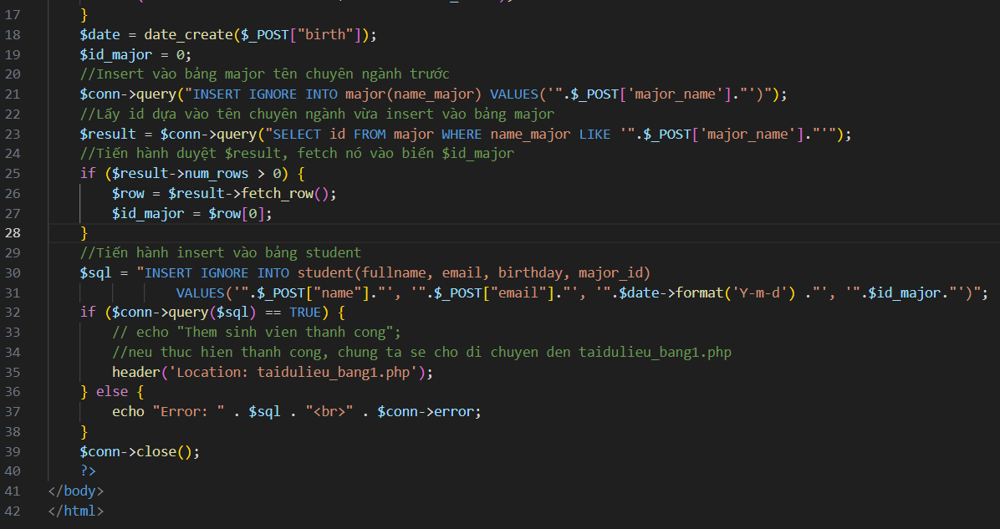 17 }
18 $date = date_create($_POST["birth"]);
19 $id_major = 0;
20 //Insert vào bảng major tên chuyên ngành trước
21 $conn->query("INSERT IGNORE INTO major(name_major) VALUES('".$_POST['major_name']."')");
22 //Lấy id dựa vào tên chuyên ngành vừa insert vào bảng major
23 $result = $conn->query("SELECT id FROM major WHERE name_major LIKE '".$_POST['major_name']."'");
24 //Tiến hành duyệt $result, fetch nó vào biến $id_major
25 if ($result->num_rows > 0) {
26 $row = $result->fetch_row();
27 $id_major = $row[0];
28 }
29 //Tiến hành insert vào bảng student
30 $sql = "INSERT IGNORE INTO student(fullname, email, birthday, major_id)
31 VALUES('".$_POST["name"]."', '".$_POST["email"]."', '".$date->format('Y-m-d') ."', '".$id_major."')";
32 if ($conn->query($sql) == TRUE) {
33 // echo "Them sinh vien thanh cong";
34 //neu thuc hien thanh cong, chung ta se cho di chuyen den taidulieu_bang1.php
35 header('Location: taidulieu_bang1.php');
36 } else {
37 echo "Error: " . $sql . "<br>" . $conn->error;
38 }
39 $conn->close();
40 ?>
41 </body>
42 </html>